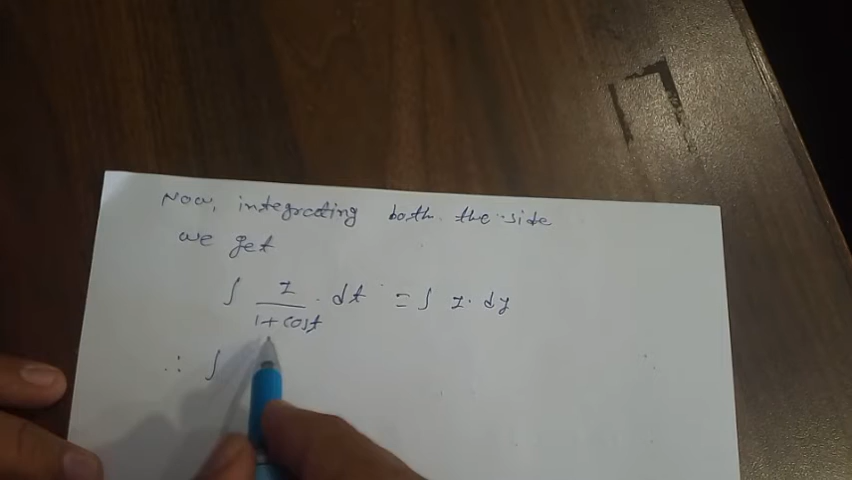 Now, integrating both the side
we get
∫ 1/(1+cost) . dt = ∫ 1. dy
∴ ∫